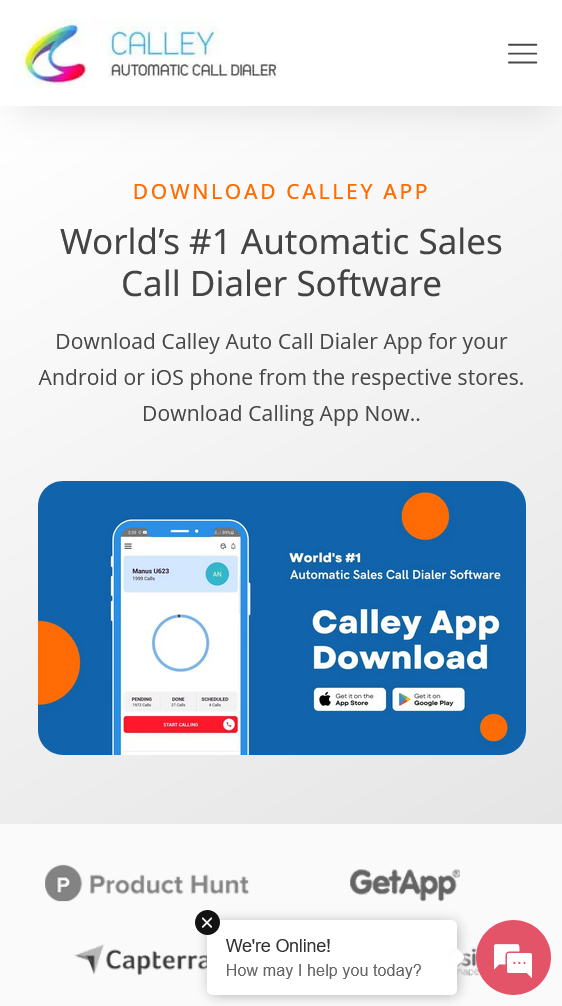 CALLEY
AUTOMATIC CALL DIALER
DOWNLOAD CALLEY APP
World’s #1 Automatic Sales
Call Dialer Software
Download Calley Auto Call Dialer App for your
Android or iOS phone from the respective stores.
Download Calling App Now..
Manus U623
1999 Calls
AN
PENDING
DONE
SCHEDULED
1972 Calls
27 Calls
4 Calls
START CALLING
World's #1
Automatic Sales Call Dialer Software
Calley App
Download
Get it on
App Store
Get it on
Google Play
P Product Hunt
GetApp®
Capterra
We're Online!
How may I help you today?